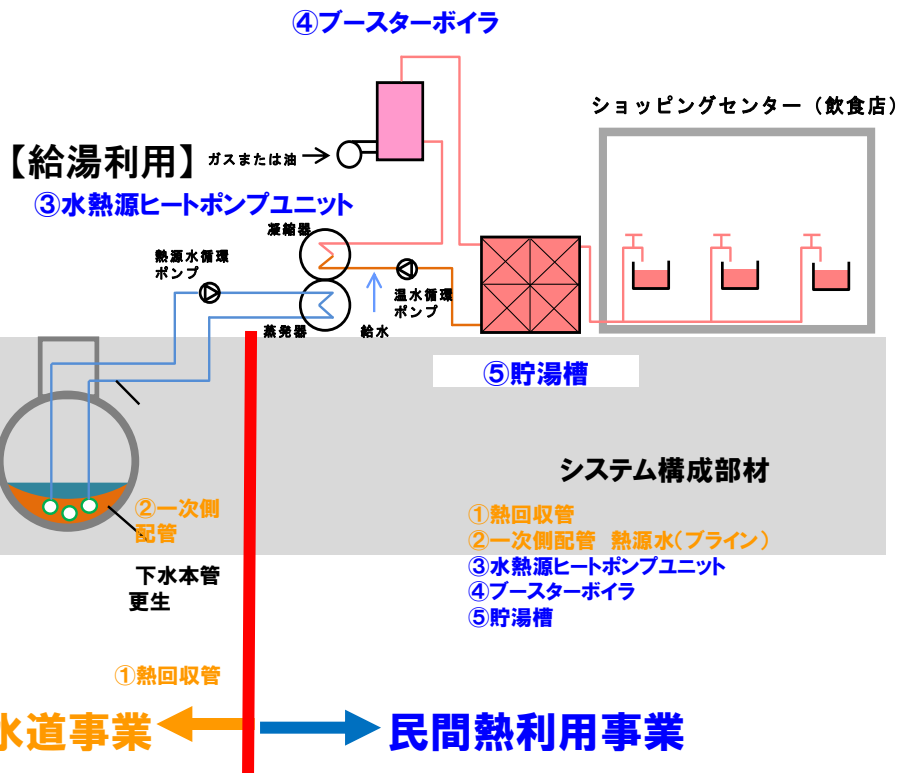 ④ブースターボイラ
ショッピングセンター（飲食店）
【給湯利用】
ガスまたは油
③水熱源ヒートポンプユニット
凝縮器
熱源水循環
ポンプ
温水循環
ポンプ
蒸発器
給水
⑤貯湯槽
システム構成部材
①熱回収管
②一次側配管 熱源水（ブライン）
③水熱源ヒートポンプユニット
④ブースターボイラ
⑤貯湯槽
②一次側
配管
下水本管
更生
①熱回収管
水道事業
民間熱利用事業